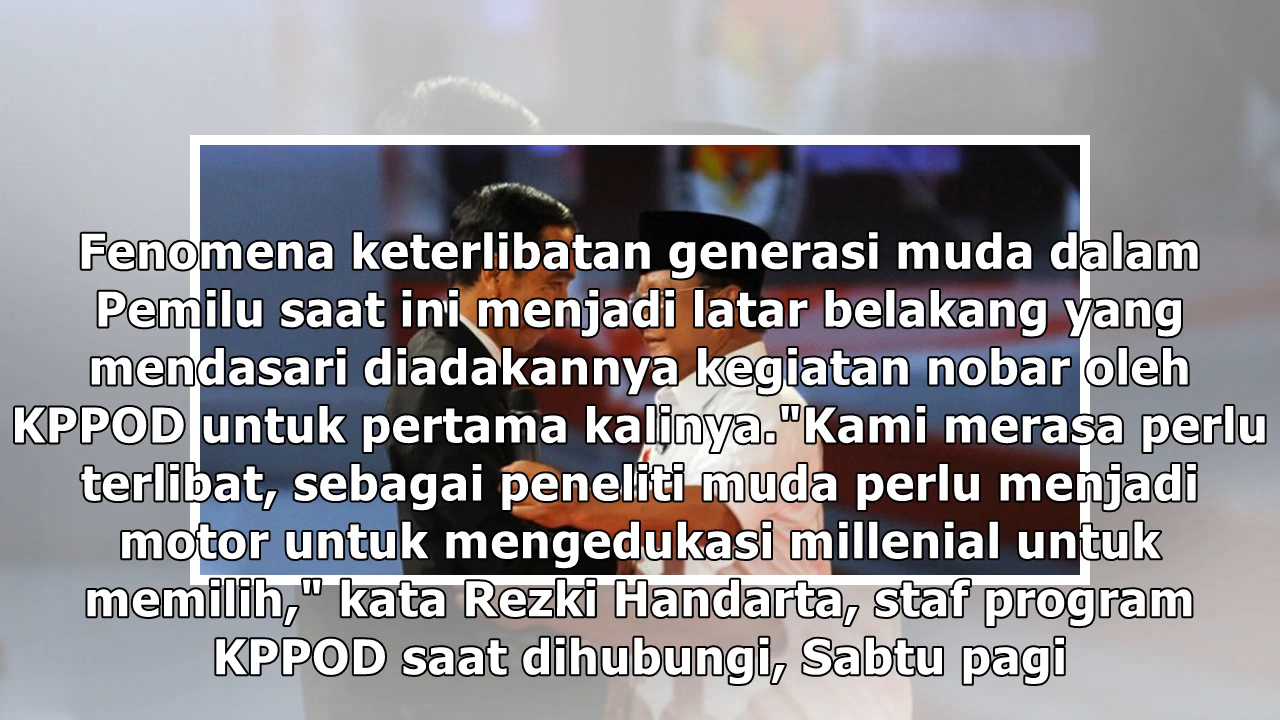 Fenomena keterlibatan generasi muda dalam
Pemilu saat ini menjadi latar belakang yang
mendasari diadakannya kegiatan nobar oleh
KPPOD untuk pertama kalinya."Kami merasa perlu
terlibat, sebagai peneliti muda perlu menjadi
motor untuk mengedukasi millenial untuk
memilih," kata Rezki Handarta, staf program
KPPOD saat dihubungi, Sabtu pagi